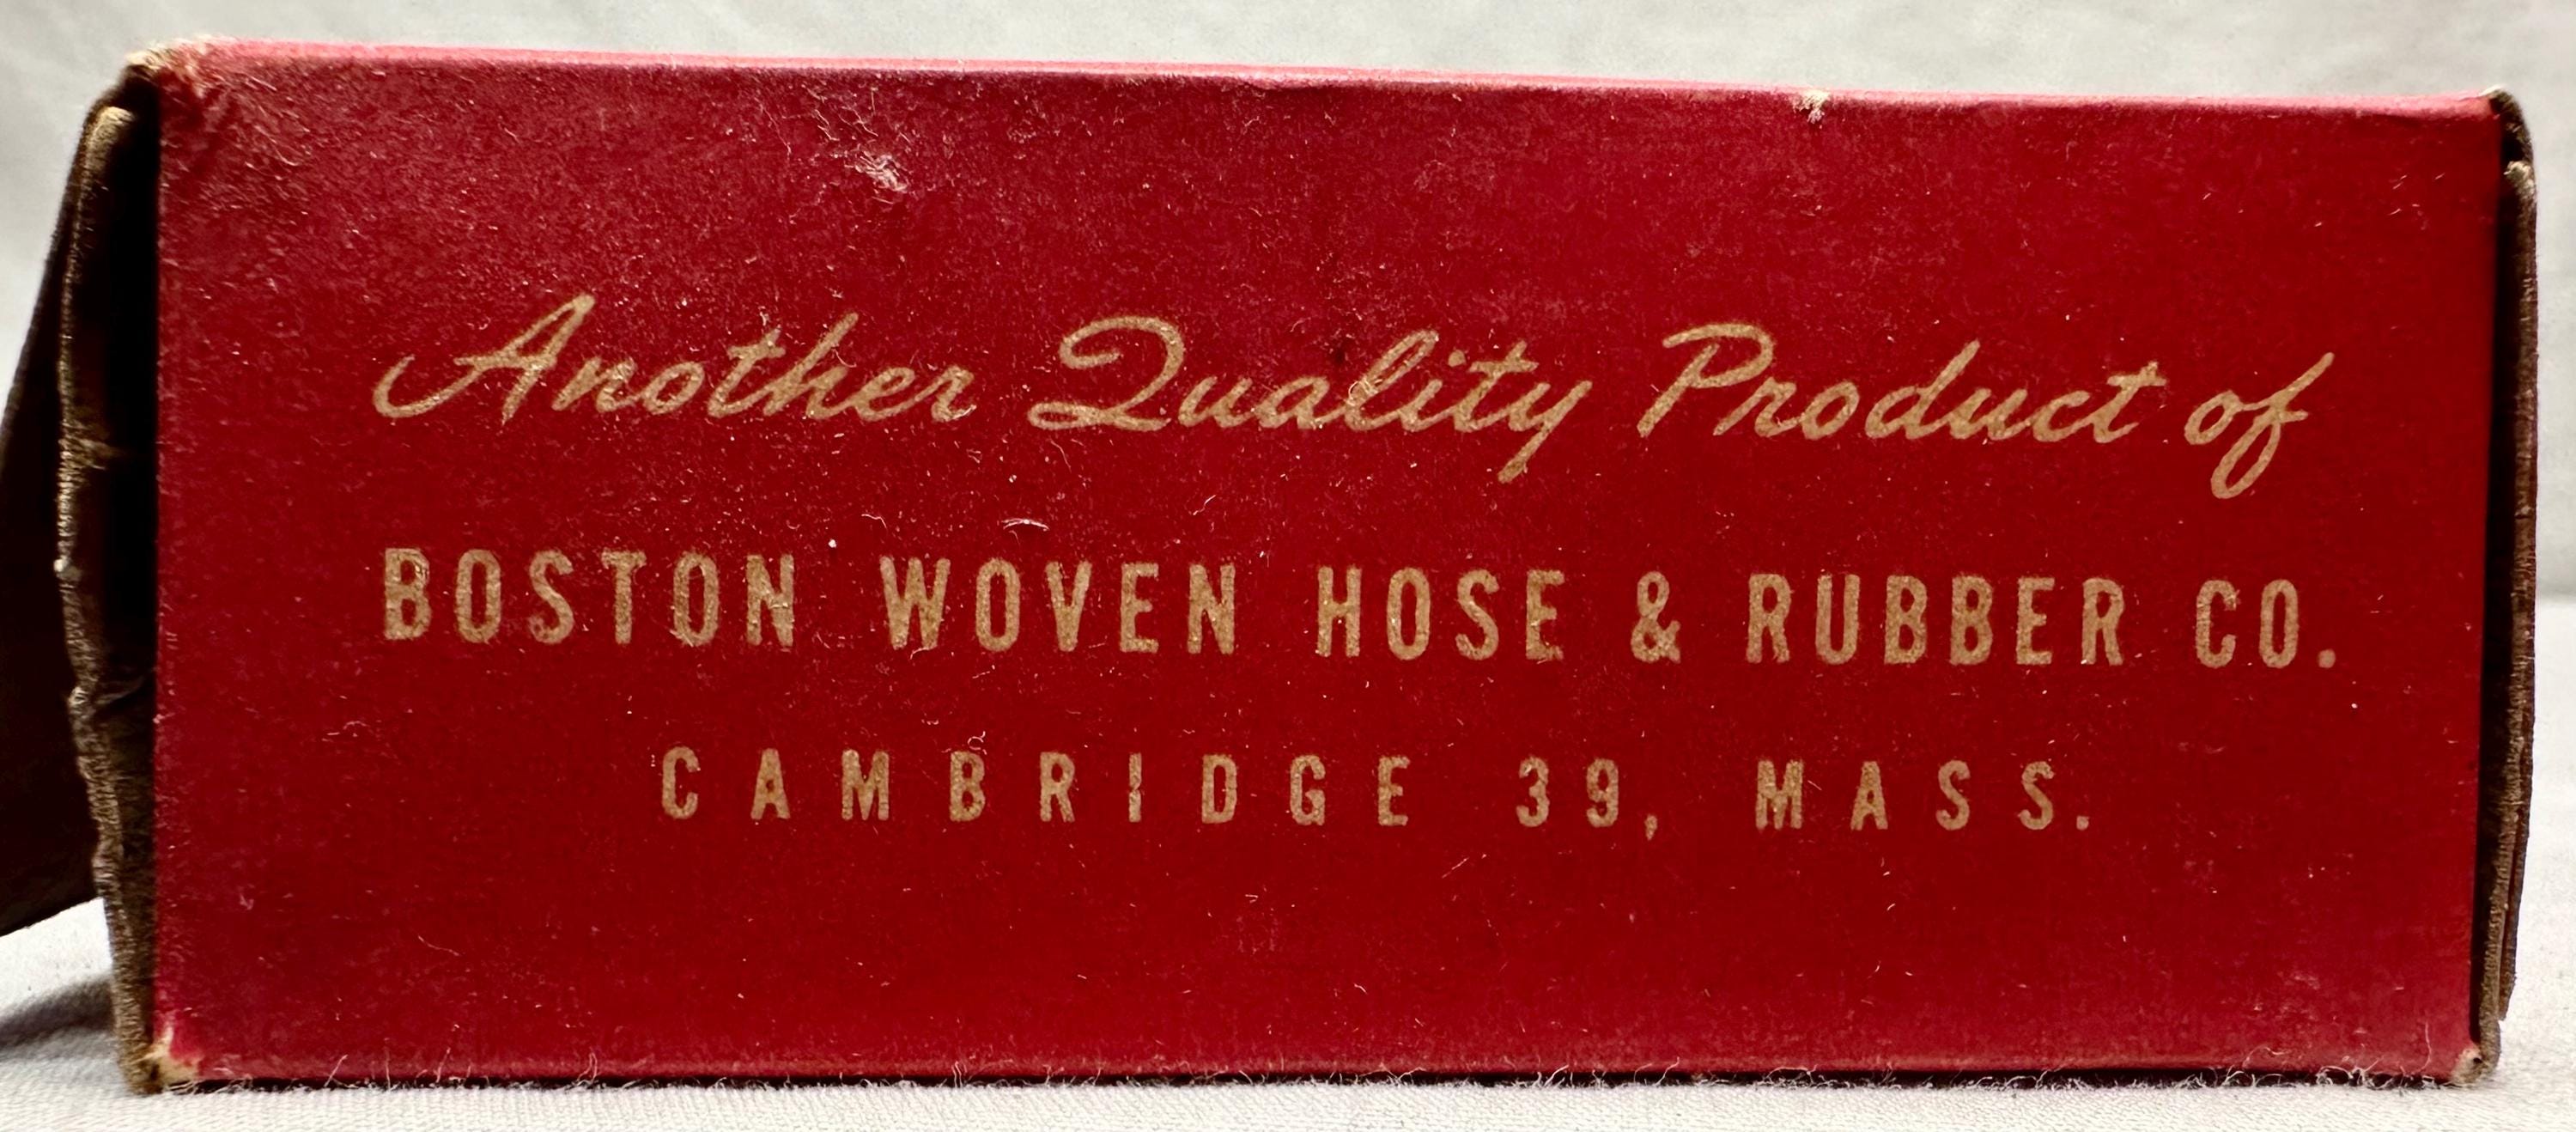 Another Quality Product of
BOSTON WOVEN HOSE & RUBBER CO.
CAMBRIDGE 39, MASS.